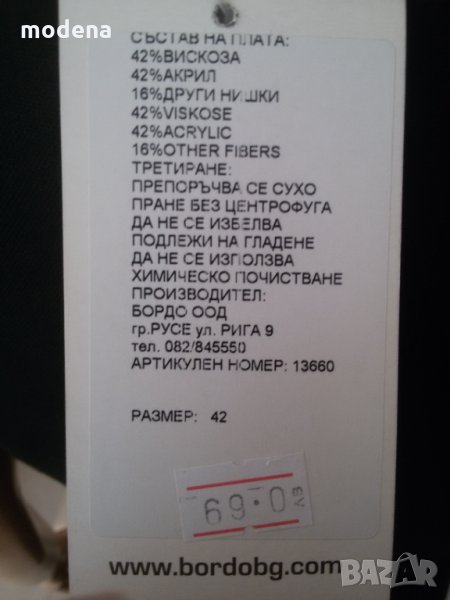 modena
СЪСТАВ НА ПЛАТА:
42%ВИСКОЗА
42%АКРИЛ
16%ДРУГИ НИШКИ
42%VISKOSE
42%ACRYLIC
16%OTHER FIBERS
ТРЕТИРАНЕ:
ПРЕПОРЪЧВА СЕ СУХО
ПРАНЕ БЕЗ ЦЕНТРОФУГА
ДА НЕ СЕ ИЗБЕЛВА
ПОДЛЕЖИ НА ГЛАДЕНЕ
ДА НЕ СЕ ИЗПОЛЗВА
ХИМИЧЕСКО ПОЧИСТВАНЕ
ПРОИЗВОДИТЕЛ:
БОРДО ООД
гр.РУСЕ ул. РИГА 9
тел. 082/845550
АРТИКУЛЕН НОМЕР: 13660
РАЗМЕР: 42
69.0 лв
www.bordobg.com
BAZAR